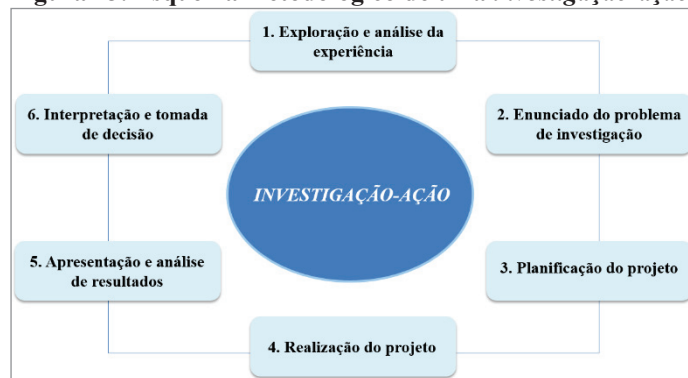 1. Exploração e análise da
experiência
6. Interpretação e tomada
de decisão
2. Enunciado do problema
de investigação
INVESTIGAÇÃO-AÇÃO
5. Apresentação e análise
de resultados
3. Planificação do projeto
4. Realização do projeto